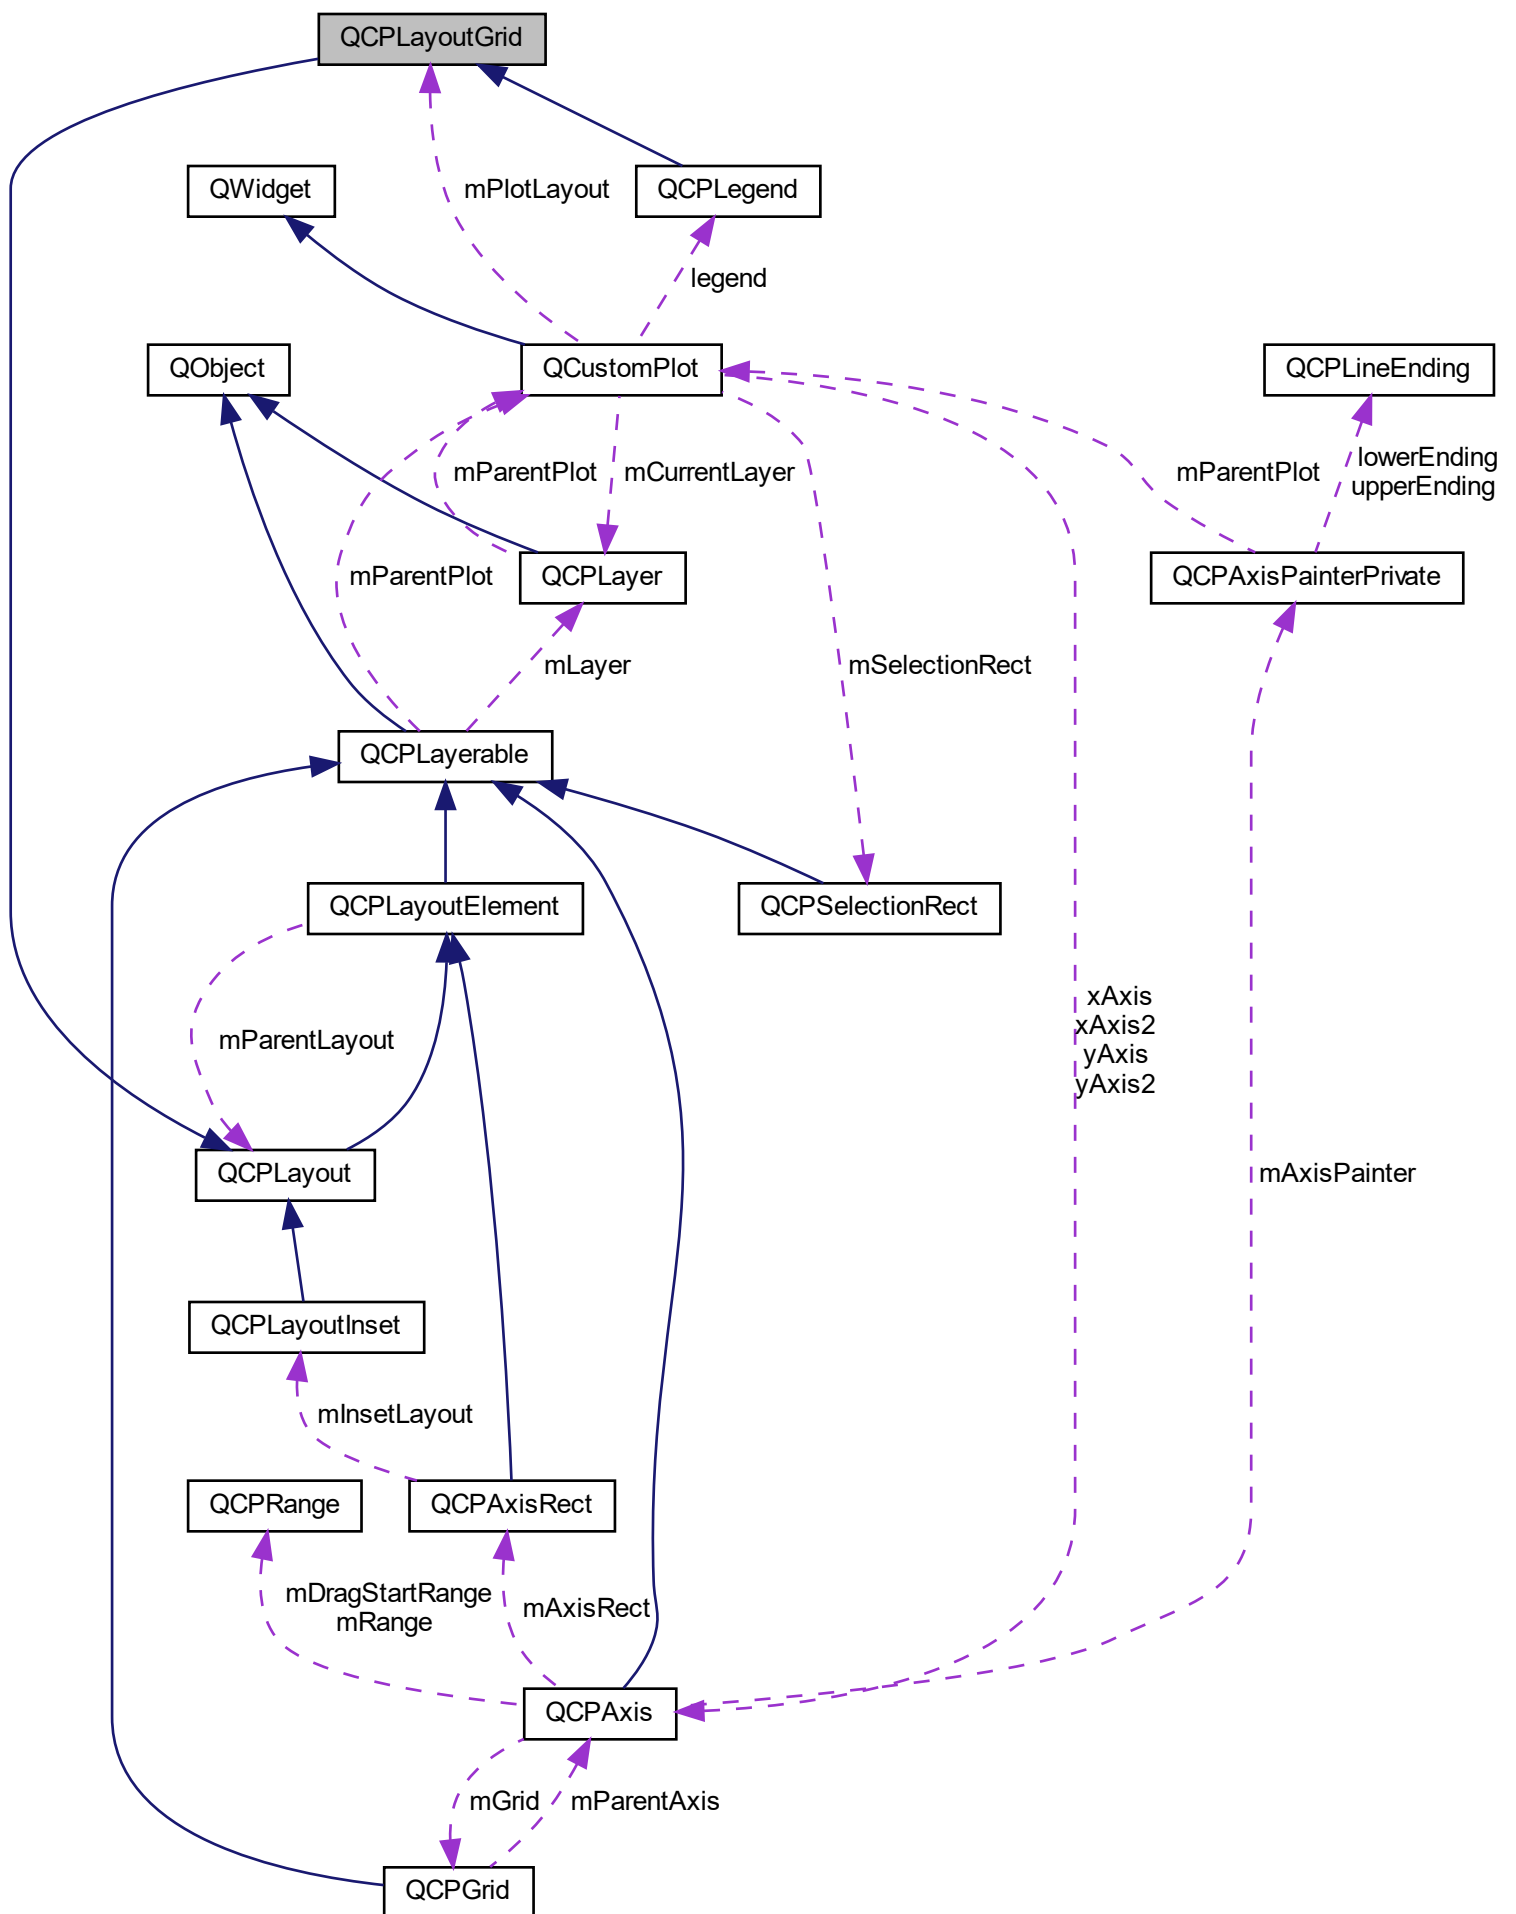 QCPLayoutGrid
QWidget
mPlotLayout
QCPLegend
legend
QObject
QCustomPlot
QCPLineEnding
mParentPlot
mCurrentLayer
mParentPlot
lowerEnding
upperEnding
mParentPlot
QCPLayer
QCPAxisPainterPrivate
mLayer
mSelectionRect
QCPLayerable
QCPLayoutElement
QCPSelectionRect
xAxis
xAxis2
yAxis
yAxis2
mParentLayout
QCPLayout
mAxisPainter
QCPLayoutInset
mInsetLayout
QCPRange
QCPAxisRect
mDragStartRange
mRange
mAxisRect
QCPAxis
mGrid
mParentAxis
QCPGrid